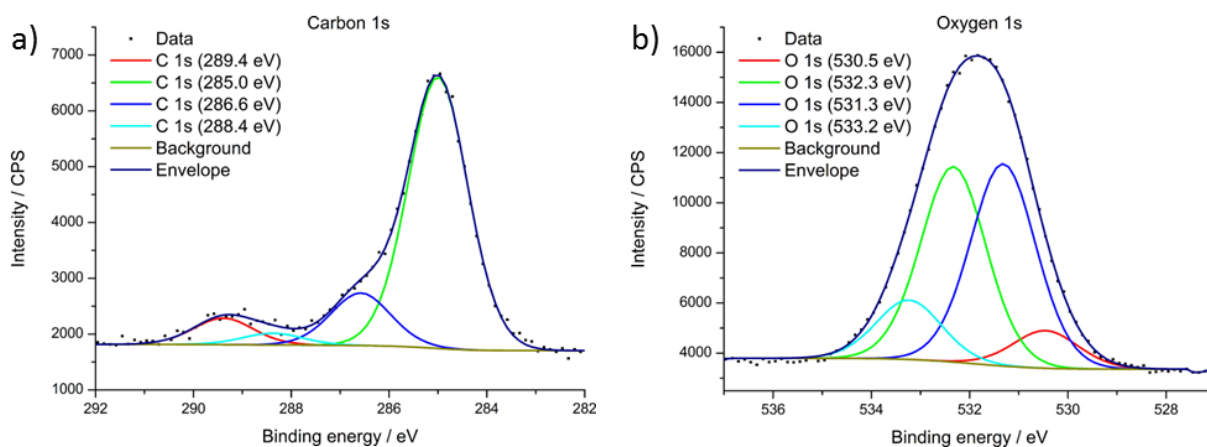 a)
Carbon 1s
Data
C 1s (289.4 eV)
C 1s (285.0 eV)
C 1s (286.6 eV)
C 1s (288.4 eV)
Background
Envelope
7000
6000
5000
4000
3000
2000
1000
Intensity / CPS
292 290 288 286 284 282
Binding energy / eV
b)
Oxygen 1s
Data
O 1s (530.5 eV)
O 1s (532.3 eV)
O 1s (531.3 eV)
O 1s (533.2 eV)
Background
Envelope
16000
14000
12000
10000
8000
6000
4000
Intensity / CPS
536 534 532 530 528
Binding energy / eV